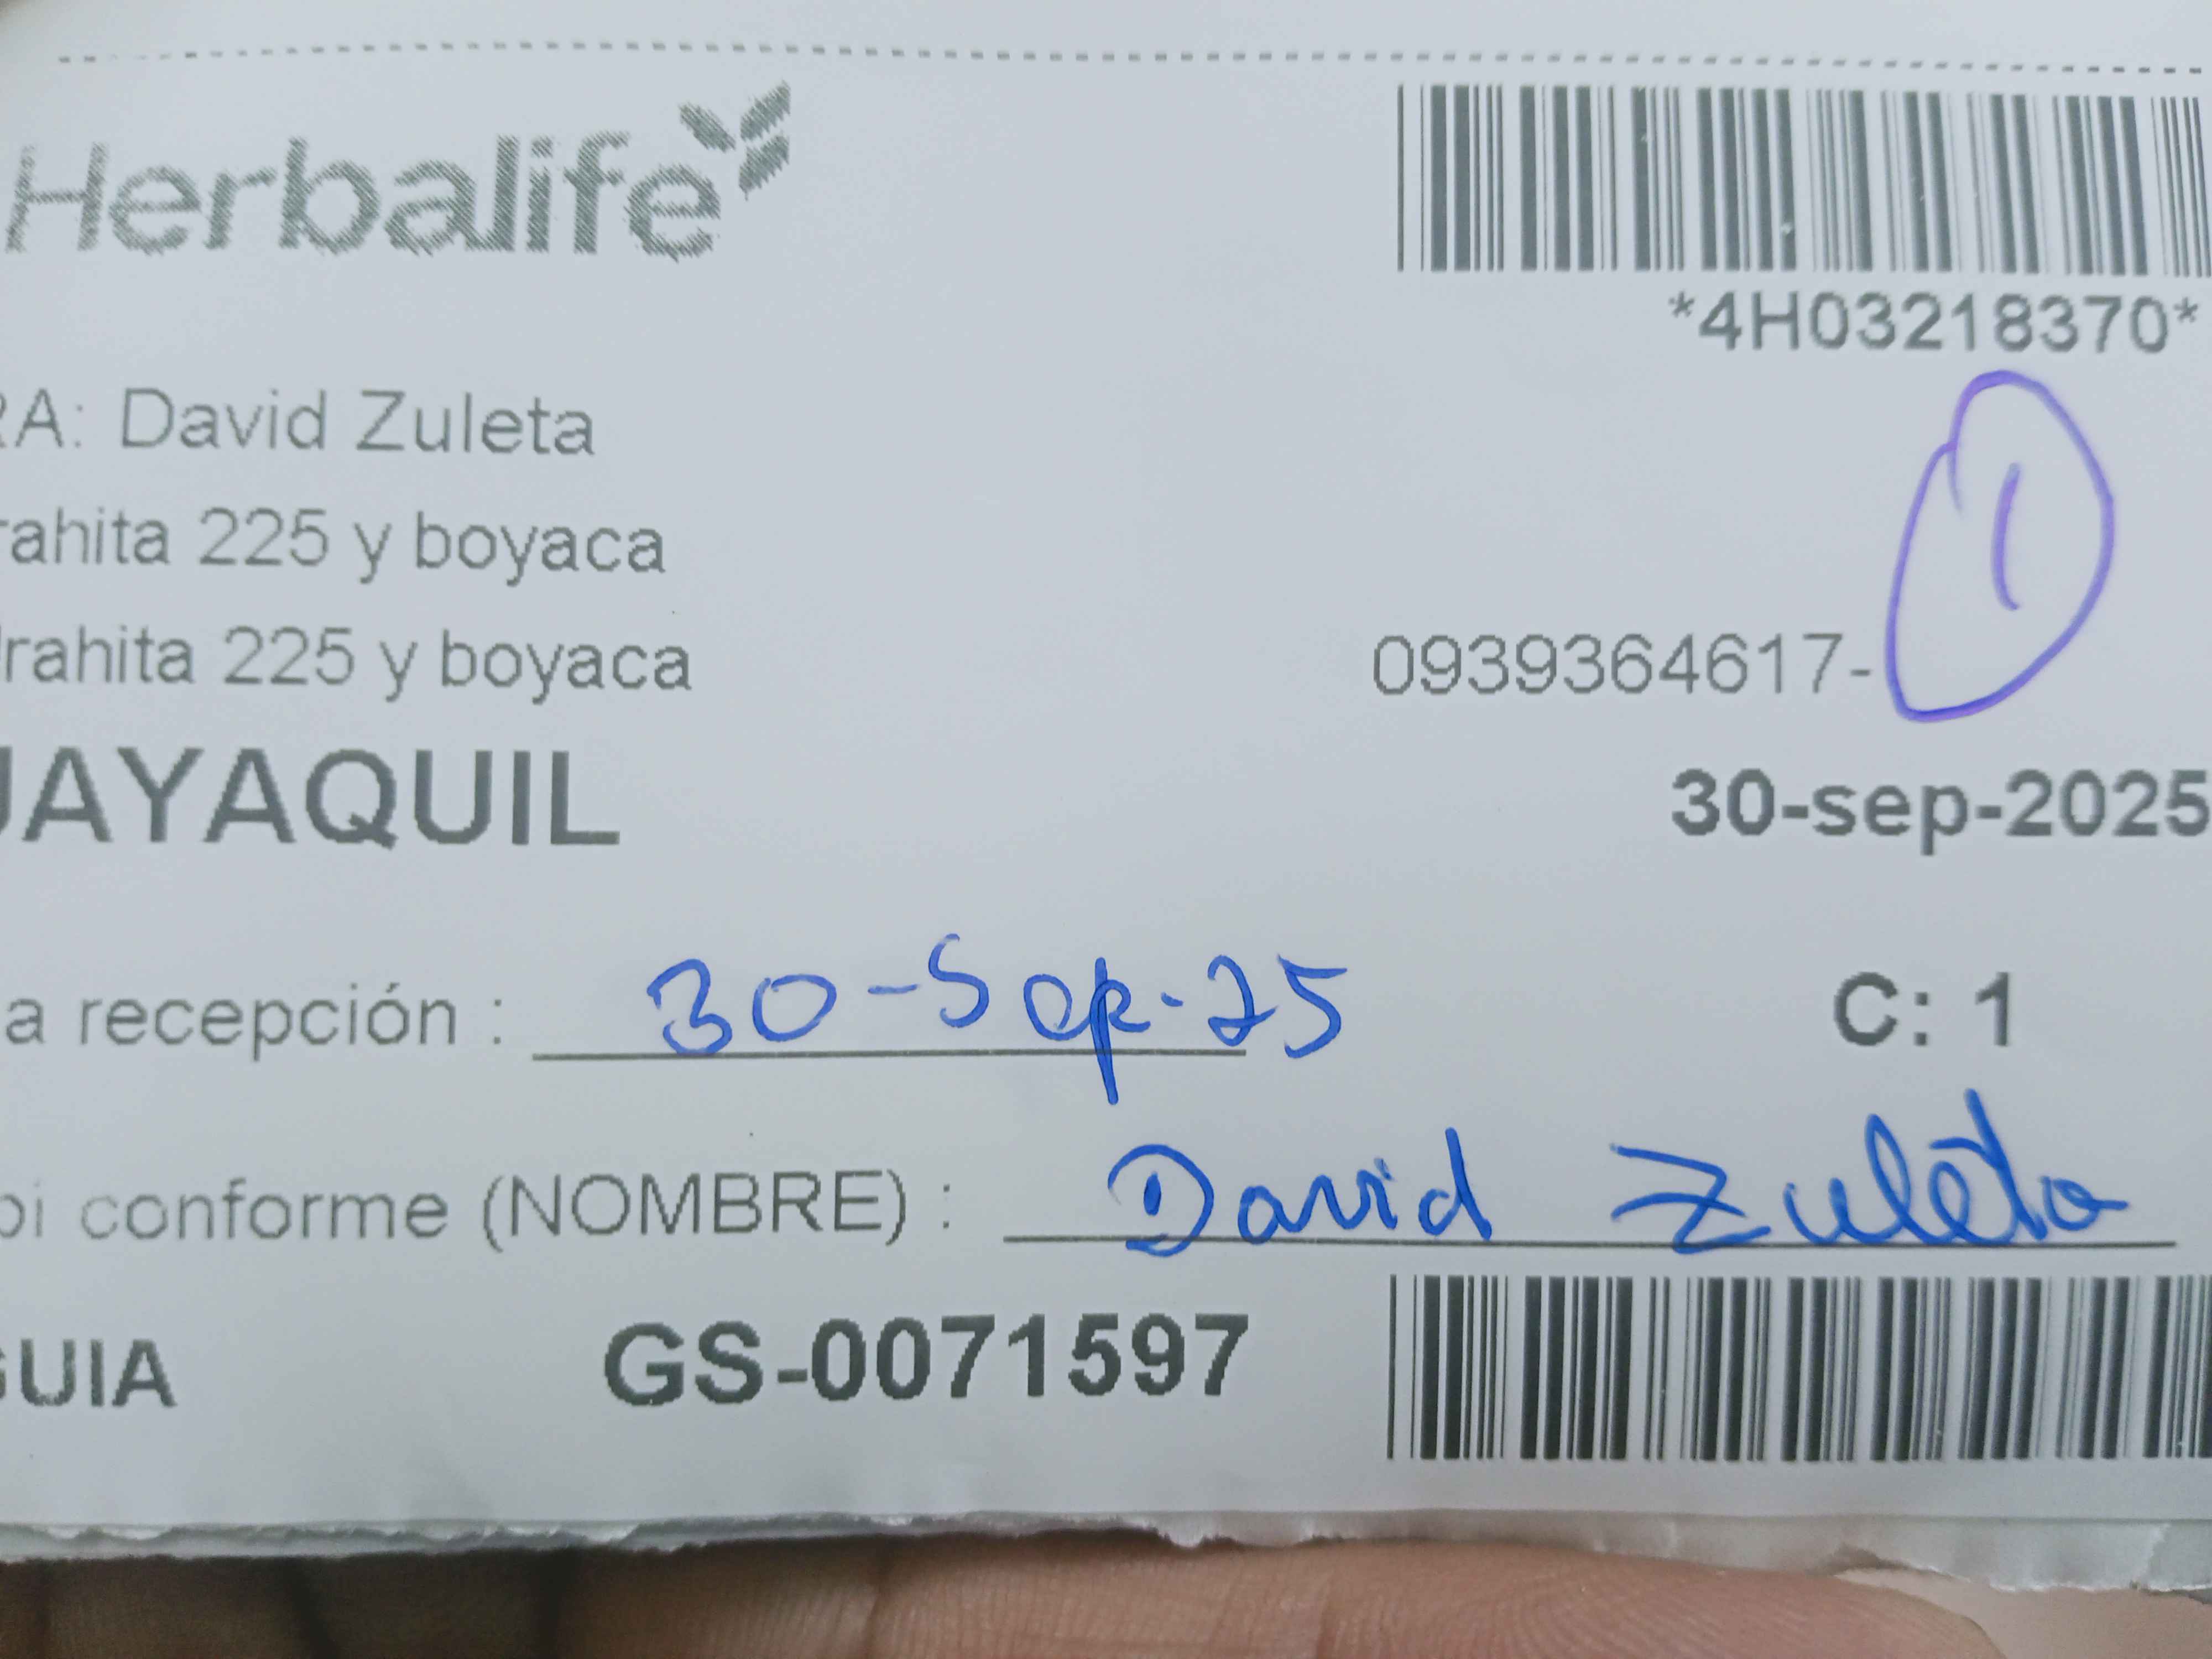 Herbalife
*4H03218370*
RA: David Zuleta
1
rahita 225 y boyaca
rahita 225 y boyaca 0939364617-
UAYAQUIL 30-sep-2025
a recepción : 30-Sep-25 C: 1
bi conforme (NOMBRE) : David Zuleta
GUIA GS-0071597